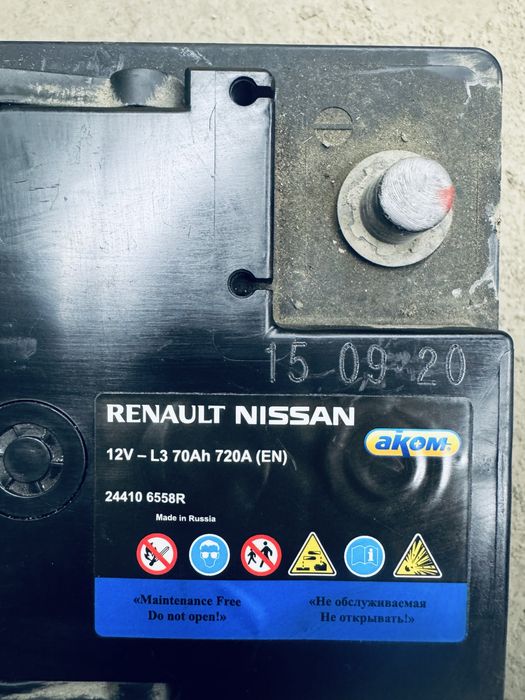 15 09 20
RENAULT NISSAN
aком
12V – L3 70Ah 720A (EN)
24410 6558R
Made in Russia
«Maintenance Free
Do not open!»
«Не обслуживаемая
Не открывать!»